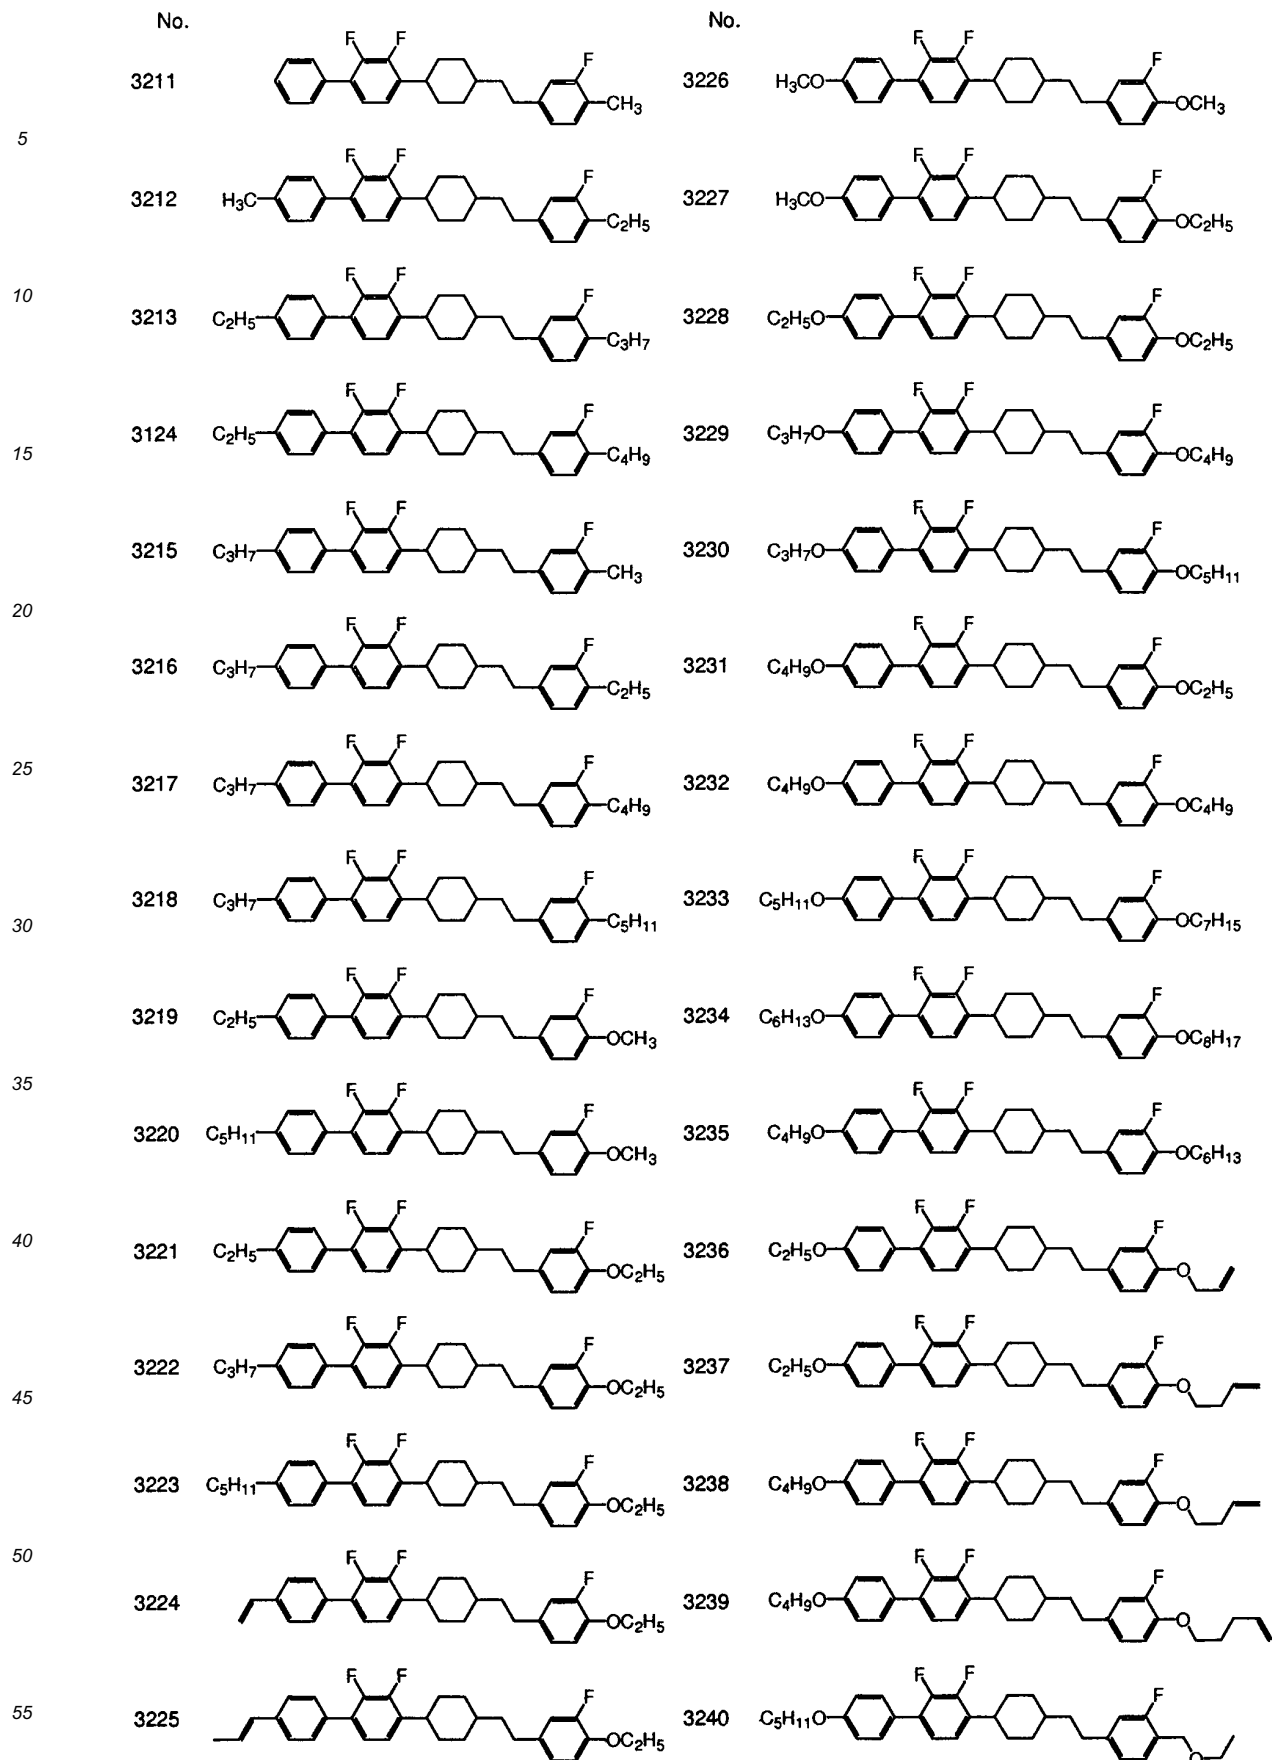 No. No.
F F F F
3211 F CH3 3226 H3CO F OCH3
5
F F F F
3212 H3C F C2H5 3227 H3CO F OC2H5
F F F F
10
3213 C2H5 F C3H7 3228 C2H5O F OC2H5
F F F F
3124 C2H5 F C4H9 3229 C3H7O F OC4H9
15
F F F F
3215 C3H7 F CH3 3230 C3H7O F OC5H11
20
F F F F
3216 C3H7 F C2H5 3231 C4H9O F OC2H5
F F F F
25
3217 C3H7 F C4H9 3232 C4H9O F OC4H9
F F F F
3218 C3H7 F C5H11 3233 C5H11O F OC7H15
30
F F F F
3219 C2H5 F OCH3 3234 C6H13O F OC8H17
35
F F F F
3220 C5H11 F OCH3 3235 C4H9O F OC6H13
F F F F
40
3221 C2H5 F OC2H5 3236 C2H5O F O
F F F F
3222 C3H7 F OC2H5 3237 C2H5O F O
45
F F F F
3223 C5H11 F OC2H5 3238 C4H9O F O
50
F F F F
3224 F OC2H5 3239 C4H9O F O
F F F F
55
3225 F OC2H5 3240 C5H11O F O